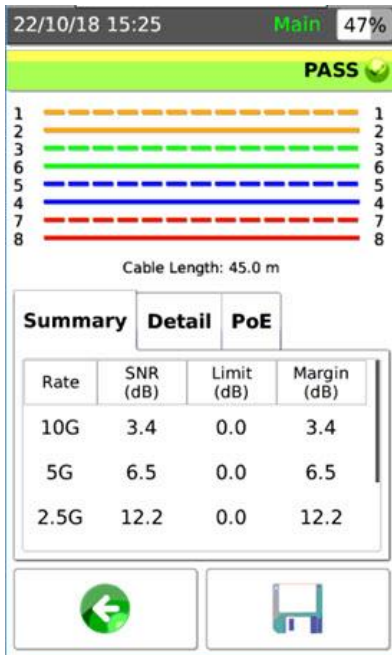 22/10/18 15:25 Main 47%
PASS
1 1
2 2
3 3
6 6
5 5
4 4
7 7
8 8
Cable Length: 45.0 m
Summary Detail PoE
Rate SNR (dB) Limit (dB) Margin (dB)
10G 3.4 0.0 3.4
5G 6.5 0.0 6.5
2.5G 12.2 0.0 12.2